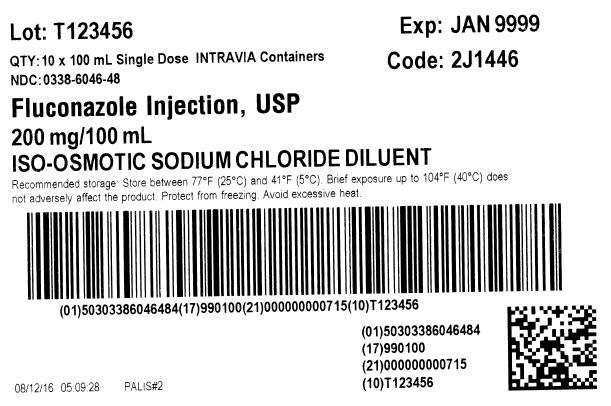 Lot: T123456
Exp: JAN 9999
QTY: 10 x 100 mL Single Dose INTRAVIA Containers
Code: 2J1446
NDC: 0338-6046-48
Fluconazole Injection, USP
200 mg/100 mL
ISO-OSMOTIC SODIUM CHLORIDE DILUENT
Recommended storage: Store between 77°F (25°C) and 41°F (5°C). Brief exposure up to 104°F (40°C) does
not adversely affect the product. Protect from freezing. Avoid excessive heat.
(01)50303386046484(17)990100(21)000000000715(10)T123456
(01)50303386046484
(17)990100
(21)000000000715
(10)T123456
08/12/16 05:09:28 PALIS#2